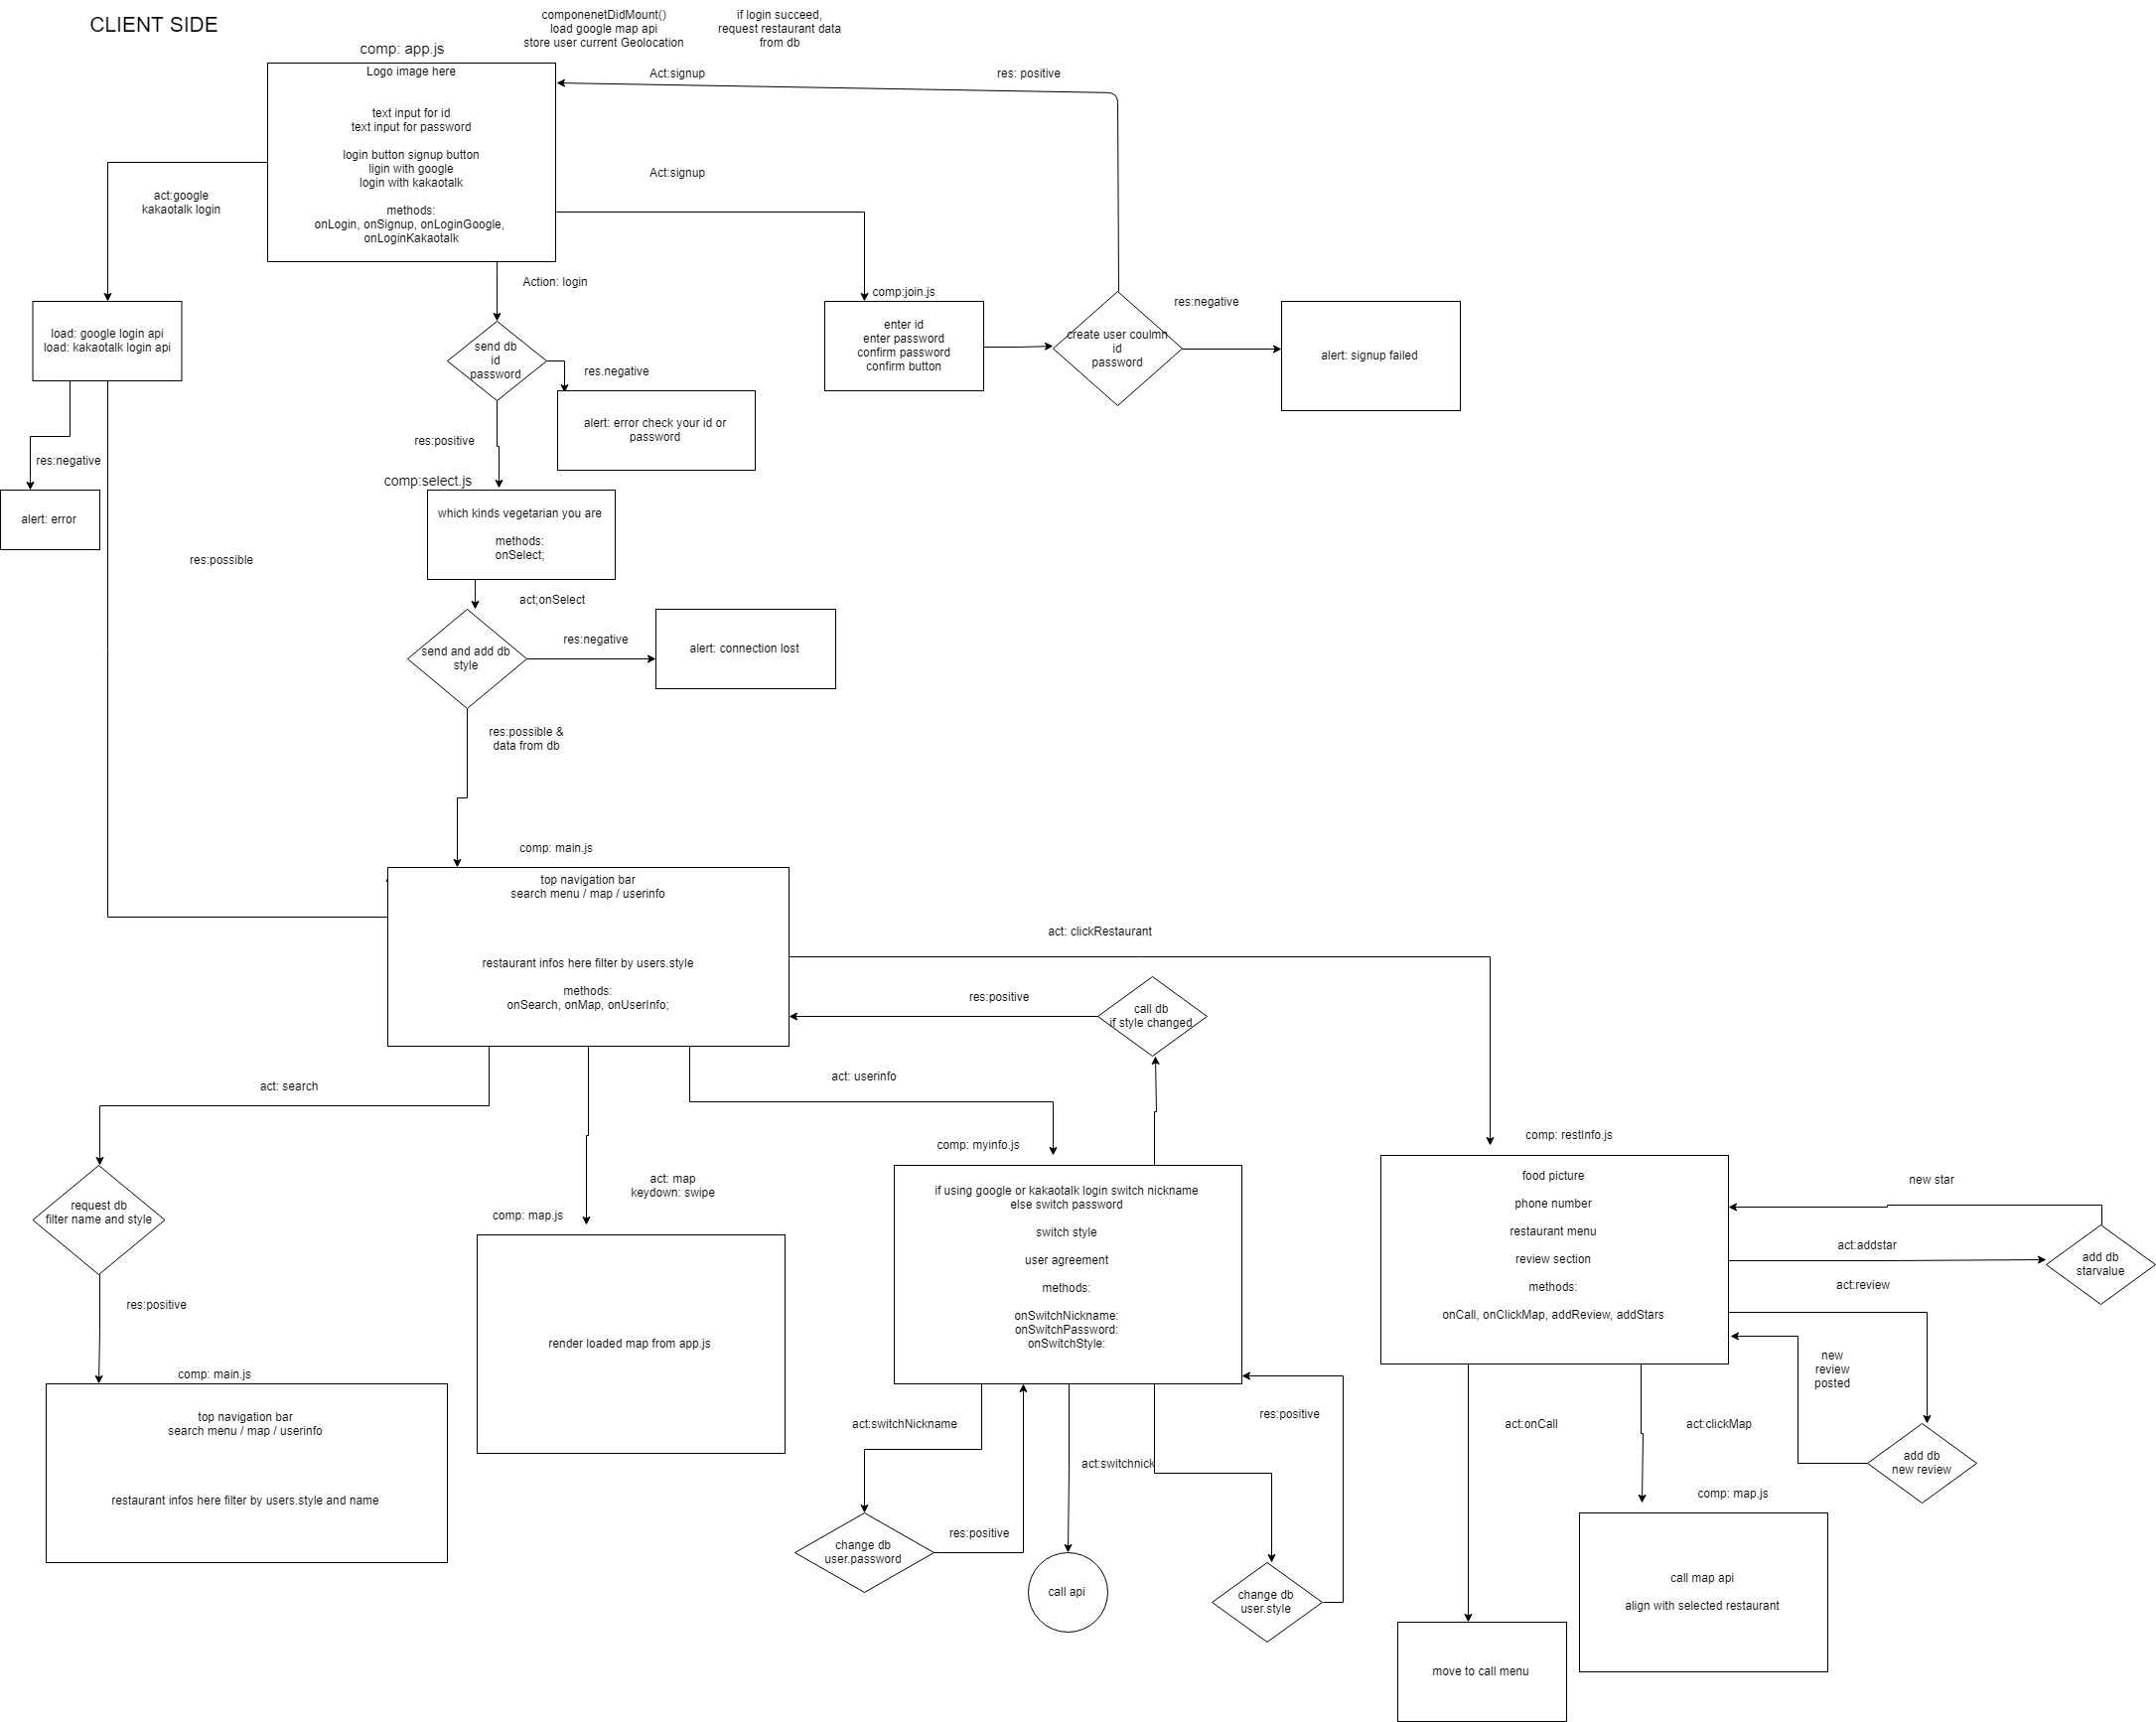 CLIENT SIDE
componenetDidMount()
load google map api
store user current Geolocation
if login succeed,
request restaurant data
from db
comp: app.js
Logo image here
text input for id
text input for password
login button signup button
ligin with google
login with kakaotalk
methods:
onLogin, onSignup, onLoginGoogle,
onLoginKakaotalk
Act:signup
res: positive
Act:signup
act:google
kakaotalk login
Action: login
load: google login api
load: kakaotalk login api
send db
id
password
res.negative
alert: error check your id or
password
comp:join.js
enter id
enter password
confirm password
confirm button
create user coulmn
id
password
res:negative
alert: signup failed
res:negative
alert: error
res:possible
res:positive
comp:select.js
which kinds vegetarian you are
methods:
onSelect;
act;onSelect
send and add db
style
res:negative
alert: connection lost
res:possible &
data from db
comp: main.js
top navigation bar
search menu / map / userinfo
restaurant infos here filter by users.style
methods:
onSearch, onMap, onUserInfo;
act: clickRestaurant
res:positive
call db
if style changed
act: search
act: userinfo
act: map
keydown: swipe
request db
filter name and style
res:positive
comp: main.js
top navigation bar
search menu / map / userinfo
restaurant infos here filter by users.style and name
comp: map.js
render loaded map from app.js
comp: myinfo.js
if using google or kakaotalk login switch nickname
else switch password
switch style
user agreement
methods:
onSwitchNickname:
onSwitchPassword:
onSwitchStyle:
act:switchNickname
change db
user.password
res:positive
act:switchnick
call api
res:positive
change db
user.style
comp: restInfo.js
food picture
phone number
restaurant menu
review section
methods:
onCall, onClickMap, addReview, addStars
new star
act:addstar
add db
starvalue
act:review
new
review
posted
add db
new review
act:onCall
act:clickMap
move to call menu
comp: map.js
call map api
align with selected restaurant